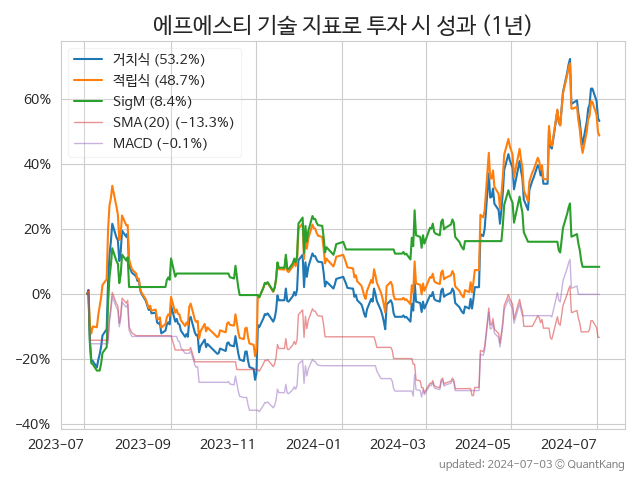 에프에스티 기술 지표로 투자 시 성과 (1년)
거치식 (53.2%)
적립식 (48.7%)
SigM (8.4%)
SMA(20) (−13.3%)
MACD (−0.1%)
60%
40%
20%
0%
−20%
−40%
2023-07
2023-09
2023-11
2024-01
2024-03
2024-05
2024-07
updated: 2024-07-03 © QuantKang